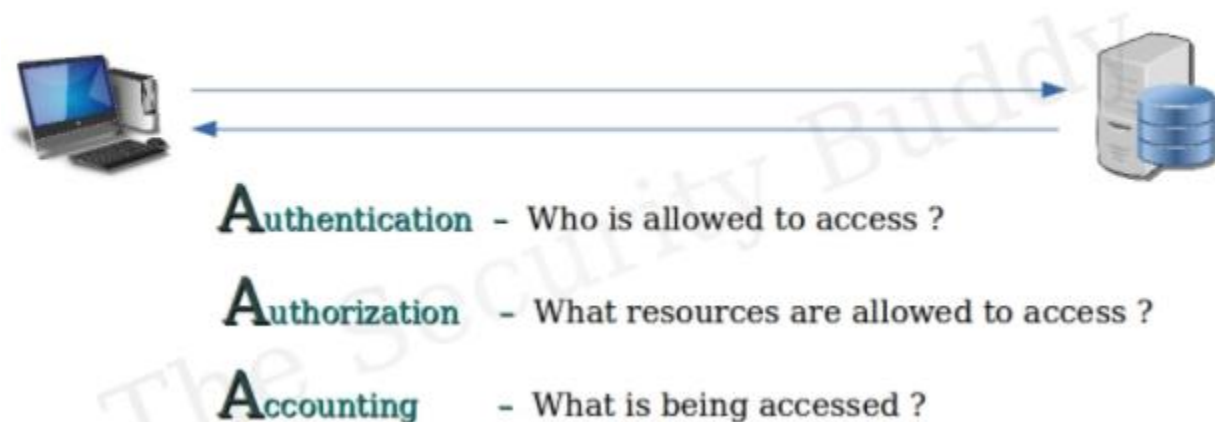 Authentication – Who is allowed to access ?
Authorization – What resources are allowed to access ?
Accounting – What is being accessed ?
The Security Buddy